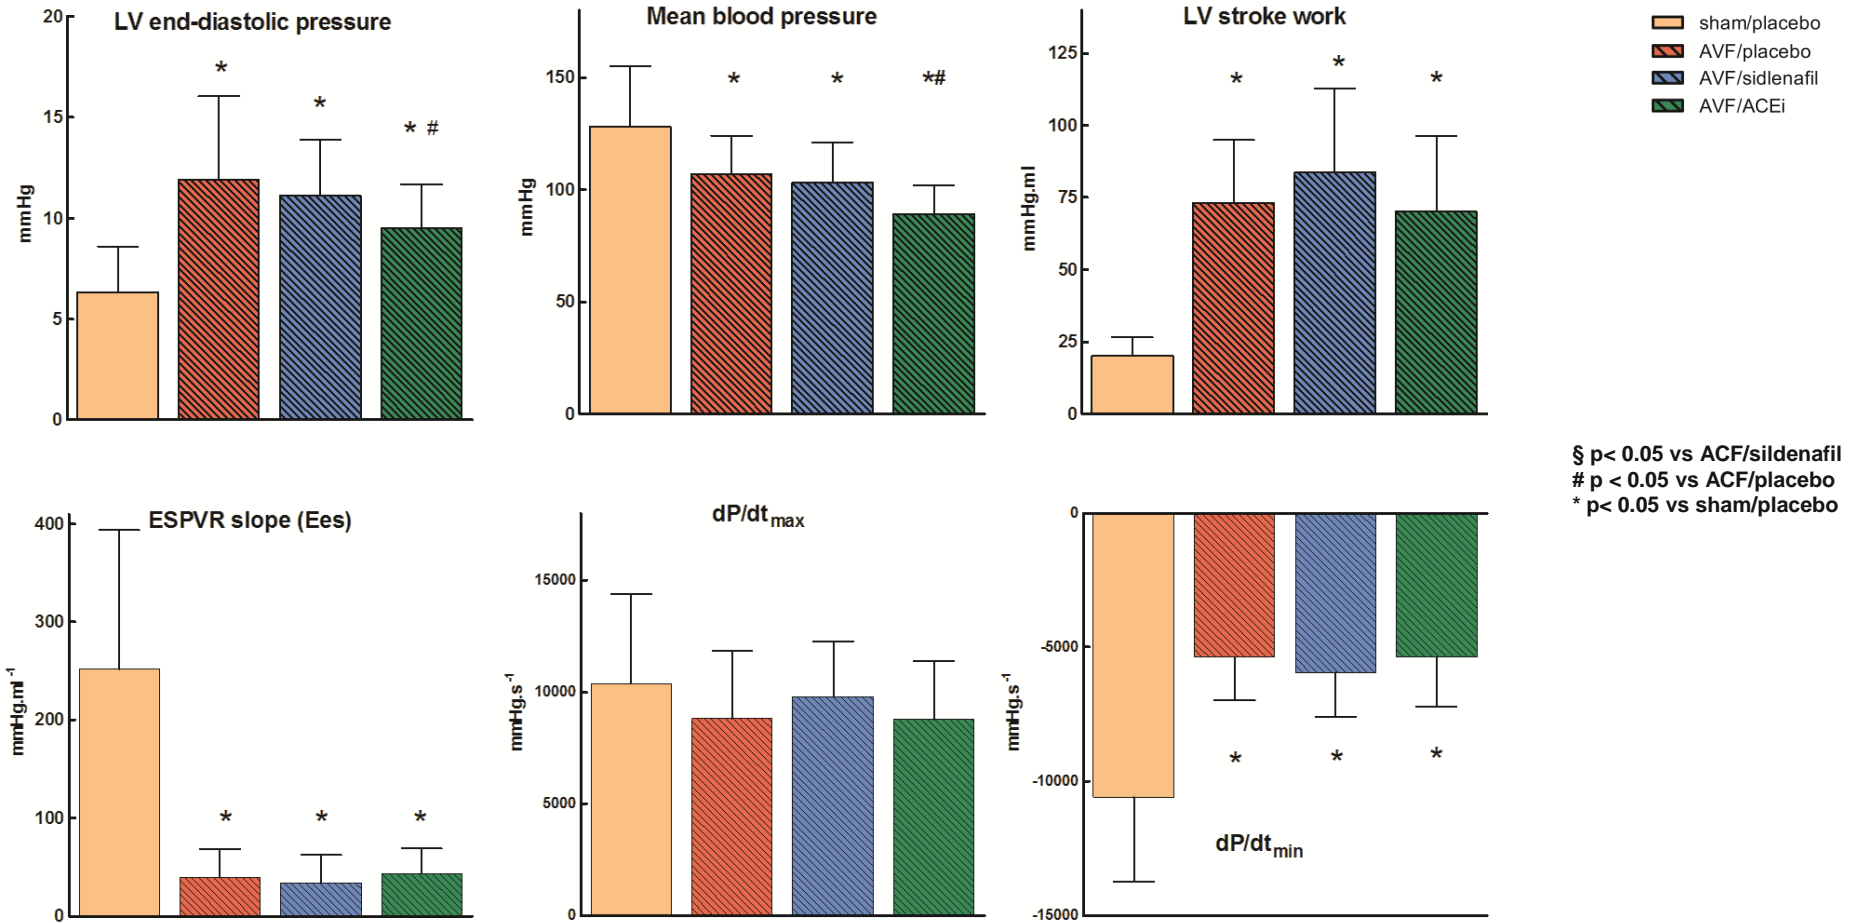 LV end-diastolic pressure
20
15
10
5
0
mmHg
*
*
* #
Mean blood pressure
150
100
50
0
mmHg
*
*
*#
LV stroke work
125
100
75
50
25
0
mmHg.ml
*
*
*
sham/placebo
AVF/placebo
AVF/sidlenafil
AVF/ACEi
§ p< 0.05 vs ACF/sildenafil
# p < 0.05 vs ACF/placebo
* p< 0.05 vs sham/placebo
ESPVR slope (Ees)
400
300
200
100
0
mmHg.ml-1
*
*
*
dP/dtmax
15000
10000
5000
0
mmHg.s-1
0
-5000
-10000
-15000
mmHg.s-1
*
*
*
dP/dtmin